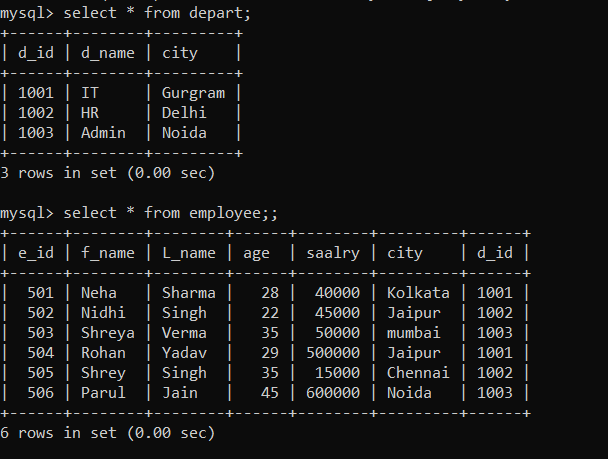 mysql> select * from depart;
+------+--------+---------+
| d_id | d_name | city    |
+------+--------+---------+
| 1001 | IT     | Gurgram |
| 1002 | HR     | Delhi   |
| 1003 | Admin  | Noida   |
+------+--------+---------+
3 rows in set (0.00 sec)
mysql> select * from employee;;
+------+--------+--------+------+--------+---------+------+
| e_id | f_name | L_name | age  | saalry | city    | d_id |
+------+--------+--------+------+--------+---------+------+
|  501 | Neha   | Sharma |   28 |  40000 | Kolkata | 1001 |
|  502 | Nidhi  | Singh  |   22 |  45000 | Jaipur  | 1002 |
|  503 | Shreya | Verma  |   35 |  50000 | mumbai  | 1003 |
|  504 | Rohan  | Yadav  |   29 | 500000 | Jaipur  | 1001 |
|  505 | Shrey  | Singh  |   35 |  15000 | Chennai | 1002 |
|  506 | Parul  | Jain   |   45 | 600000 | Noida   | 1003 |
+------+--------+--------+------+--------+---------+------+
6 rows in set (0.00 sec)